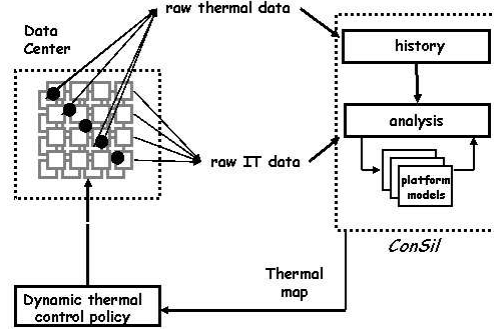 raw thermal data
Data
Center
history
analysis
raw IT data
platform
models
ConSil
Thermal
map
Dynamic thermal
control policy